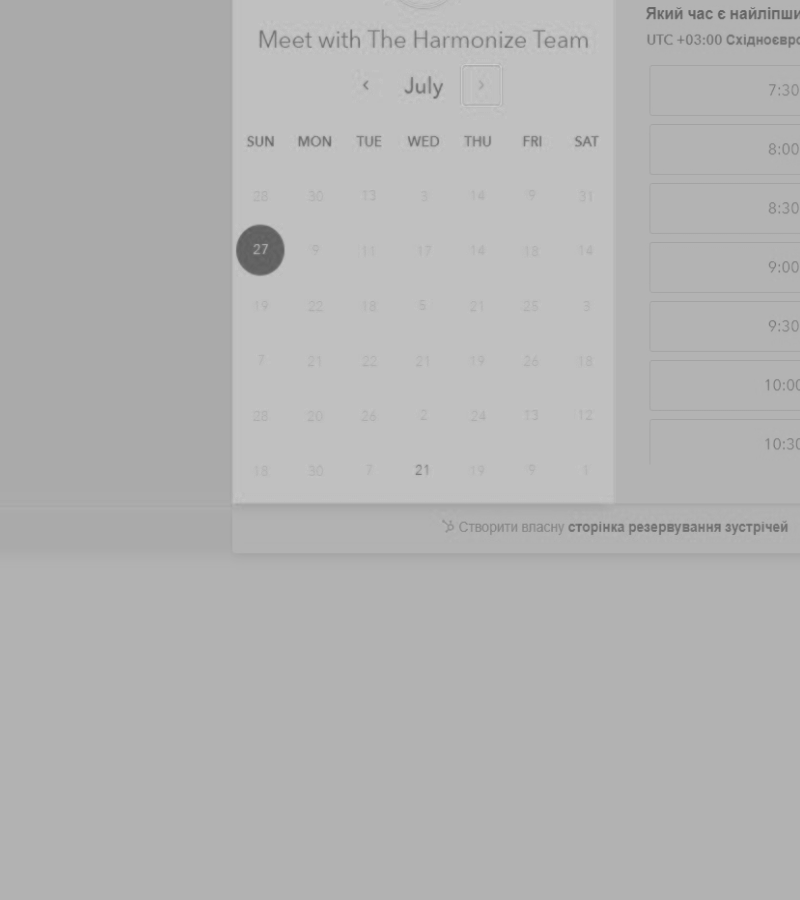 Meet with The Harmonize Team
July
SUN MON TUE WED THU FRI SAT
28 30 13 3 14 9 31
27 9 11 17 14 18 14
19 22 18 5 21 25 3
7 21 22 21 19 26 18
28 20 26 2 24 13 12
18 30 7 21 19 9 1
Який час є
UTC +03:00
7:30
8:00
8:30
9:00
9:30
10:00
10:30
Створити власну сторінка резервування зустрічей